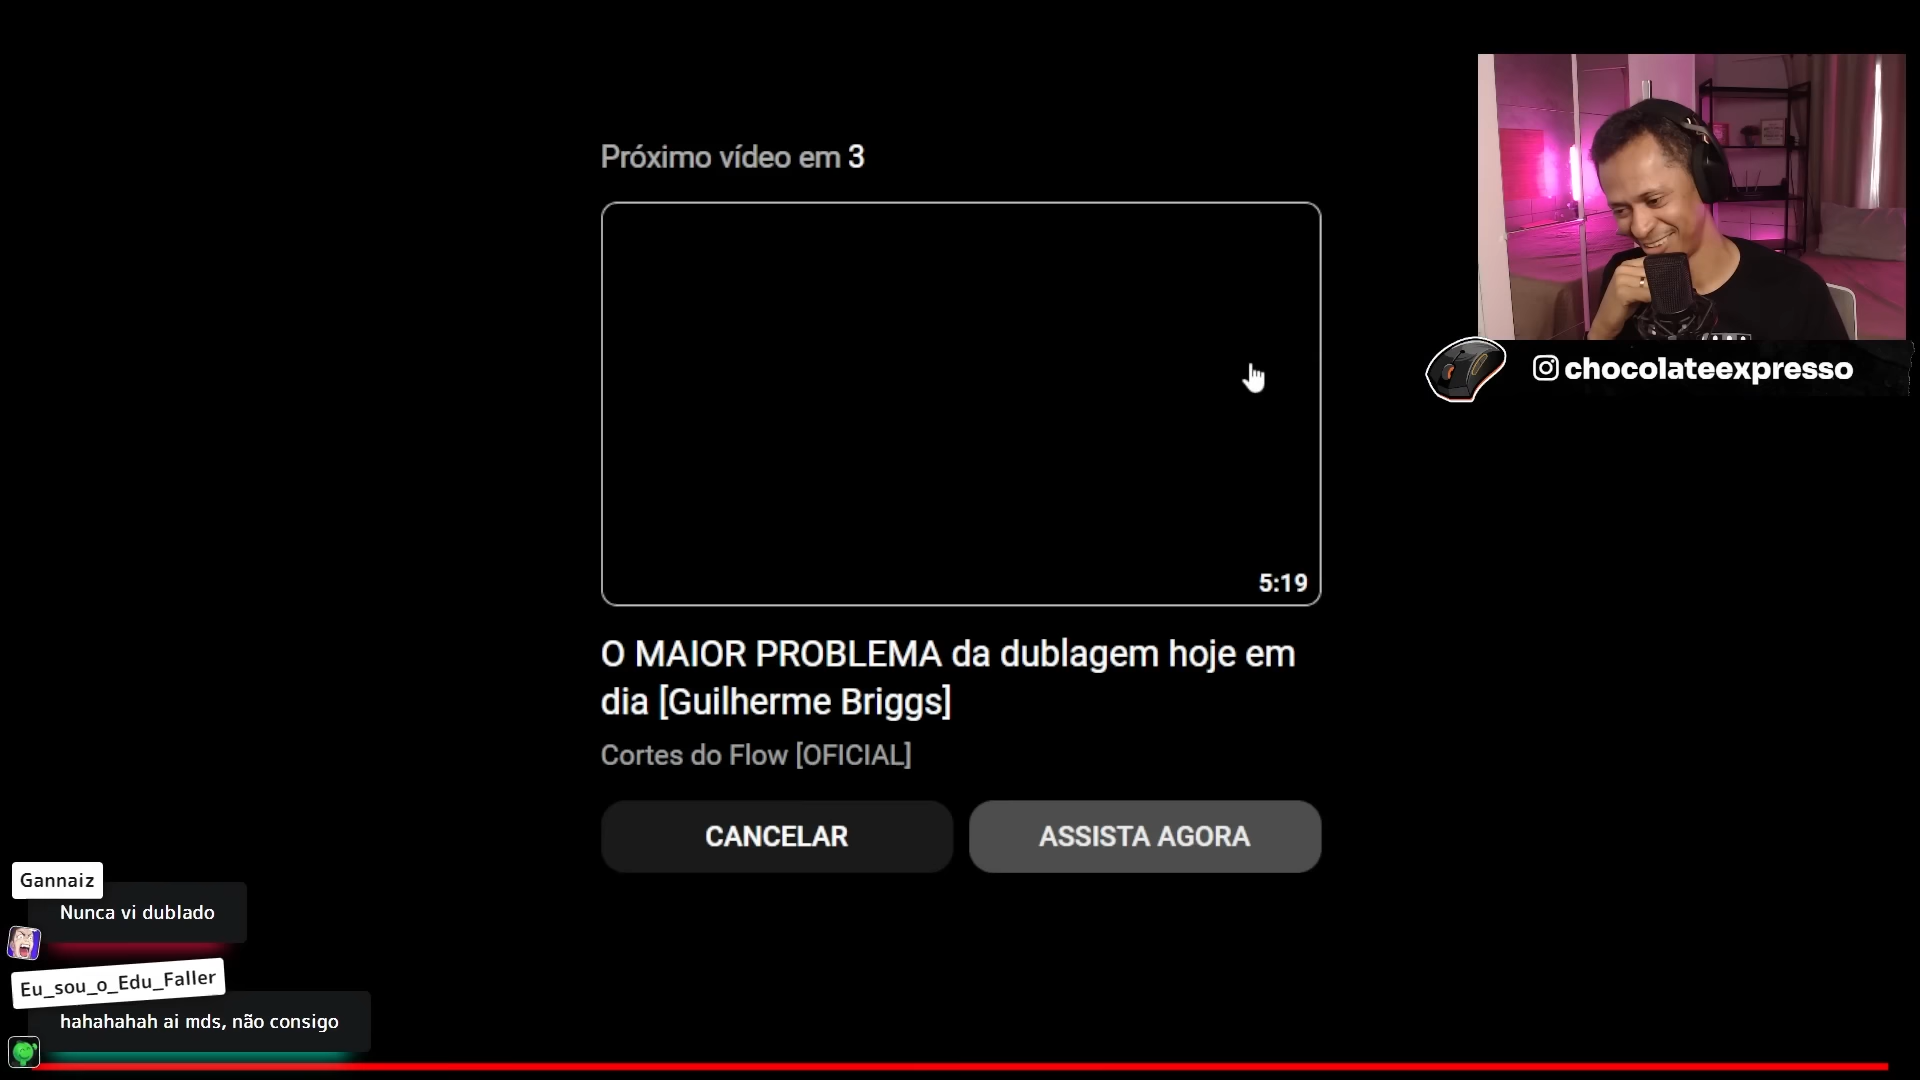 Próximo vídeo em 3
5:19
O MAIOR PROBLEMA da dublagem hoje em
dia [Guilherme Briggs]
Cortes do Flow [OFICIAL]
CANCELAR
ASSISTA AGORA
chocolateexpresso
Gannaiz
Nunca vi dublado
Eu_sou_o_Edu_Faller
hahahahah ai mds, não consigo